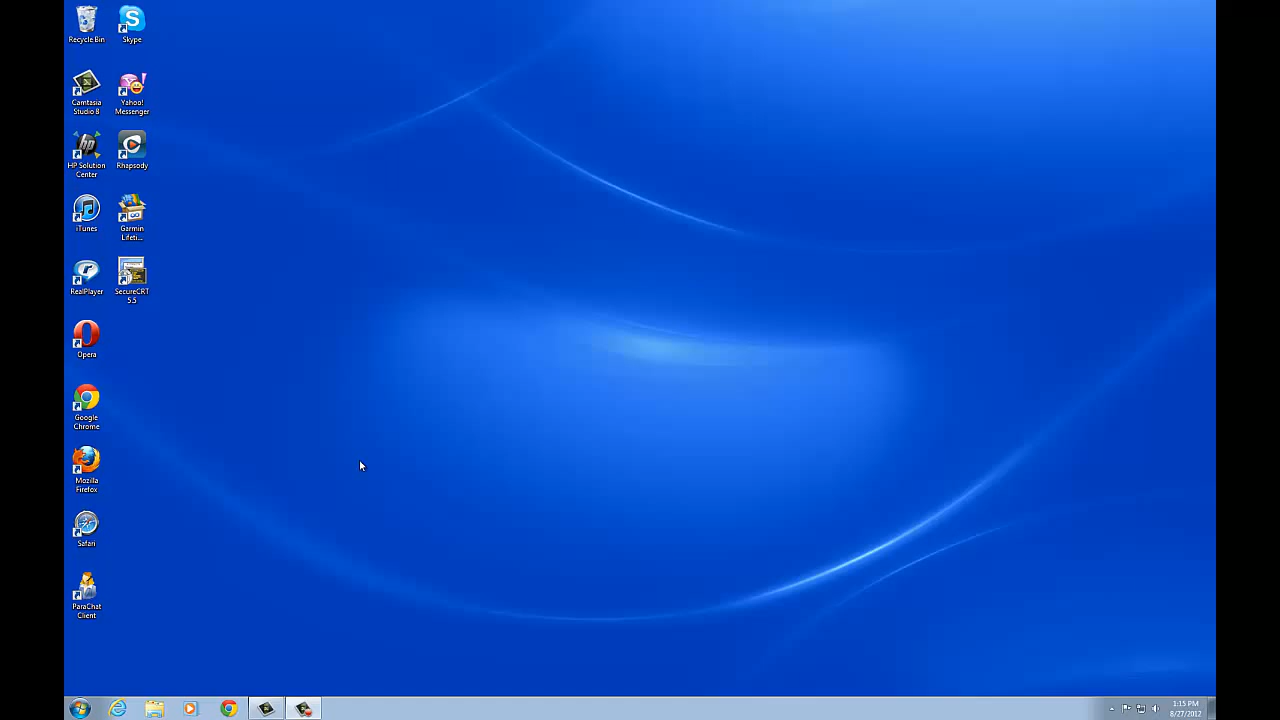 Recycle Bin
Skype
Camtasia
Studio 8
Yahoo!
Messenger
HP Solution
Center
Rhapsody
iTunes
Garmin
Lifeti...
RealPlayer
SecureCRT
5.5
Opera
Google
Chrome
Mozilla
Firefox
Safari
ParaChat
Client
1:15 PM
8/27/2012